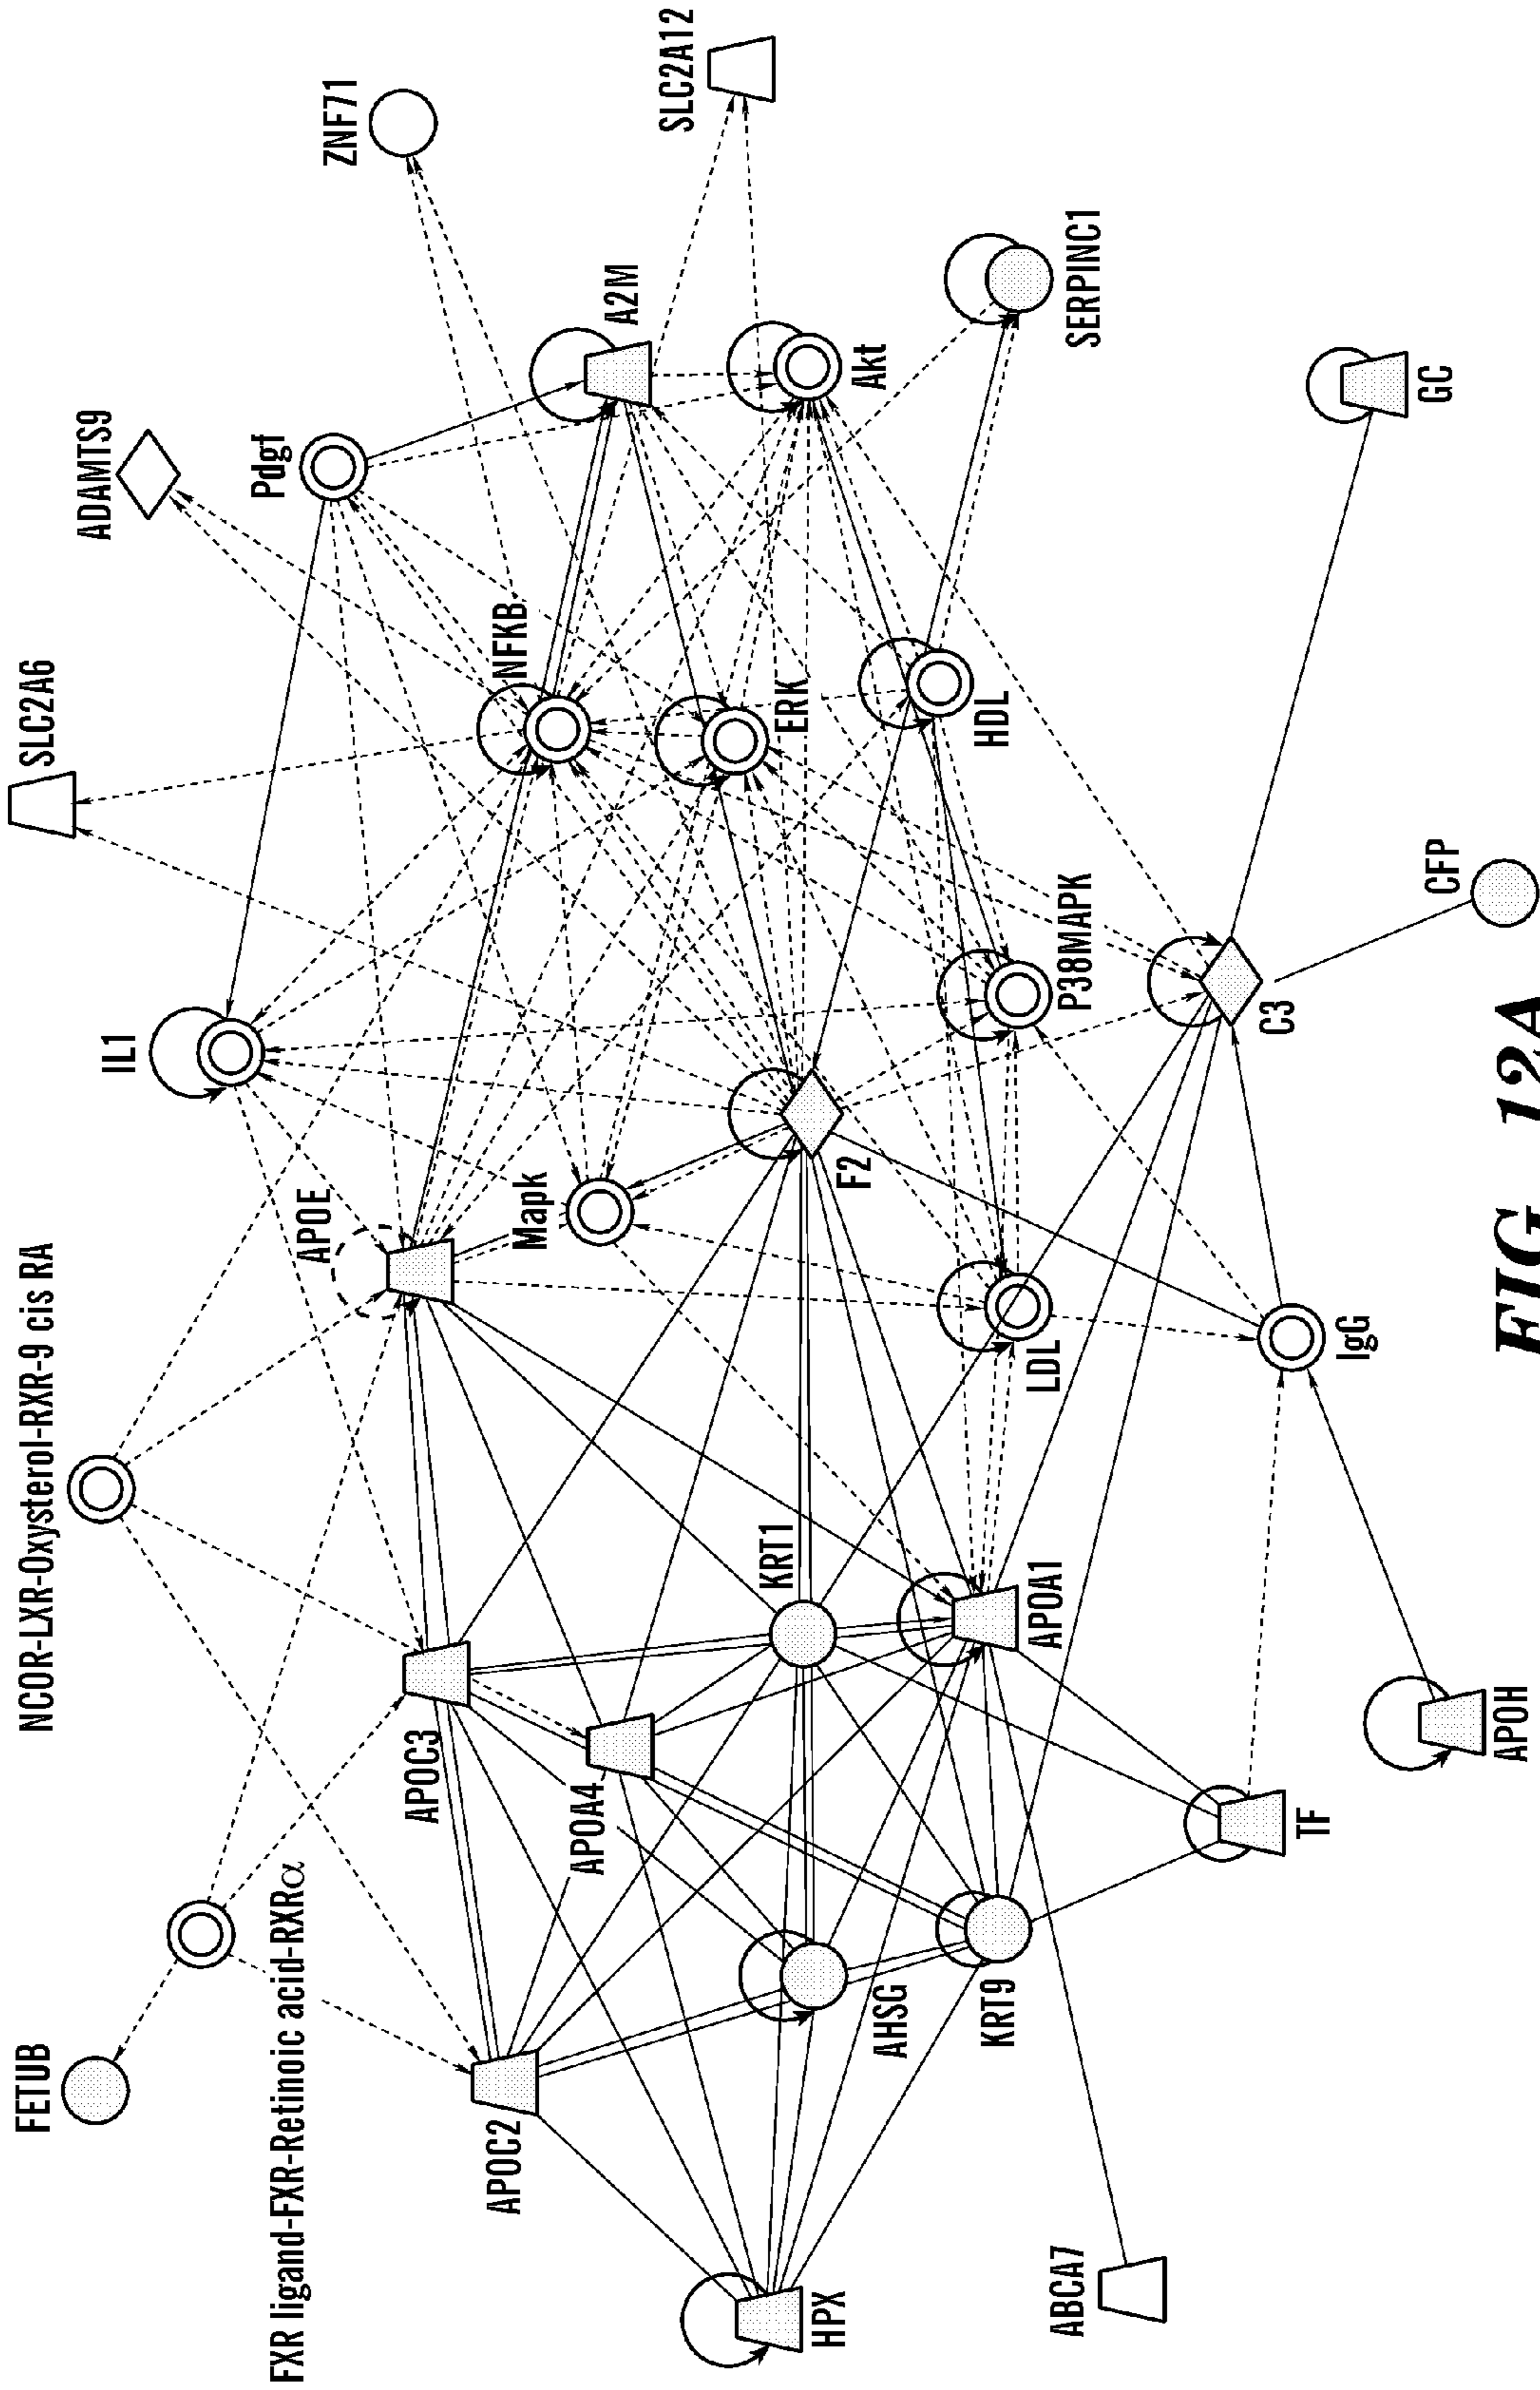 FETUB
NCOR-LXR-Oxysterol-RXR-9 cis RA
SLC2A6
ADAMTS9
IL1
Pdgf
FXR ligand-FXR-Retinoic acid-RXRα
APOE
ZNF71
APOC3
APOC2
NFKB
Mapk
APOA4
A2M
SLC2A12
KRT1
ERK
HPX
F2
Akt
AHSG
KRT9
HDL
APOA1
LDL
ABCA7
P38MAPK
SERPINC1
C3
TF
IgG
CFP
GC
APOH
FIG. 12A